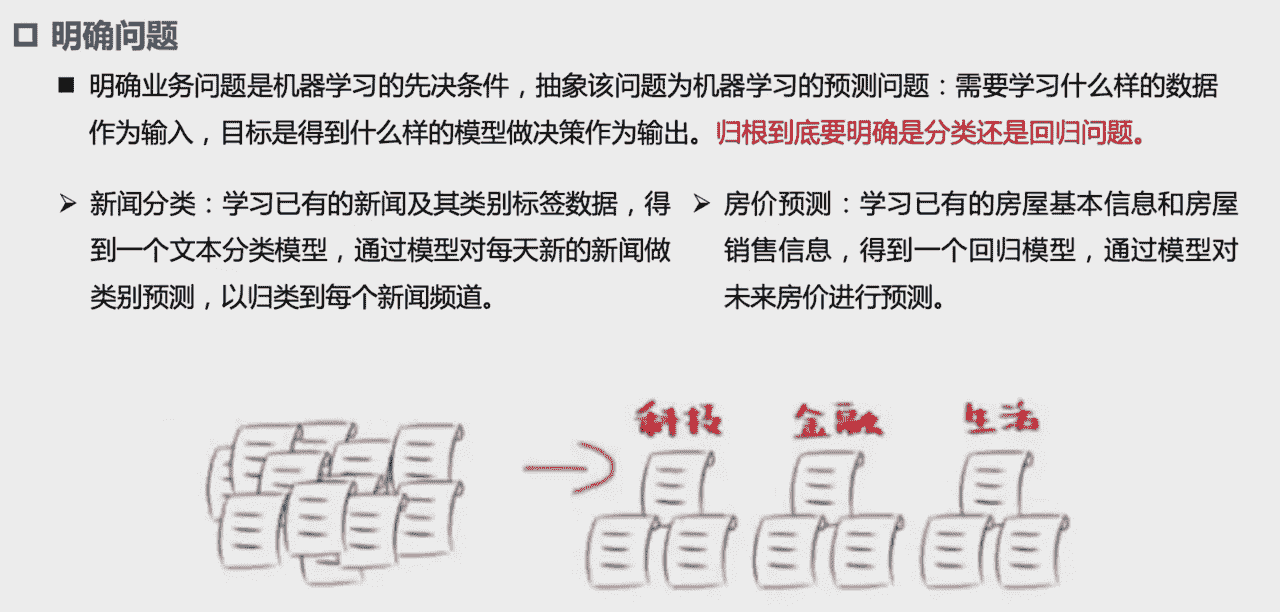 明确问题
明确业务问题是机器学习的先决条件，抽象该问题为机器学习的预测问题：需要学习什么样的数据
作为输入，目标是得到什么样的模型做决策作为输出。归根到底要明确是分类还是回归问题。
新闻分类：学习已有的新闻及其类别标签数据，得
到一个文本分类模型，通过模型对每天新的新闻做
类别预测，以归类到每个新闻频道。
房价预测：学习已有的房屋基本信息和房屋
销售信息，得到一个回归模型，通过模型对
未来房价进行预测。
科技 金融 生活